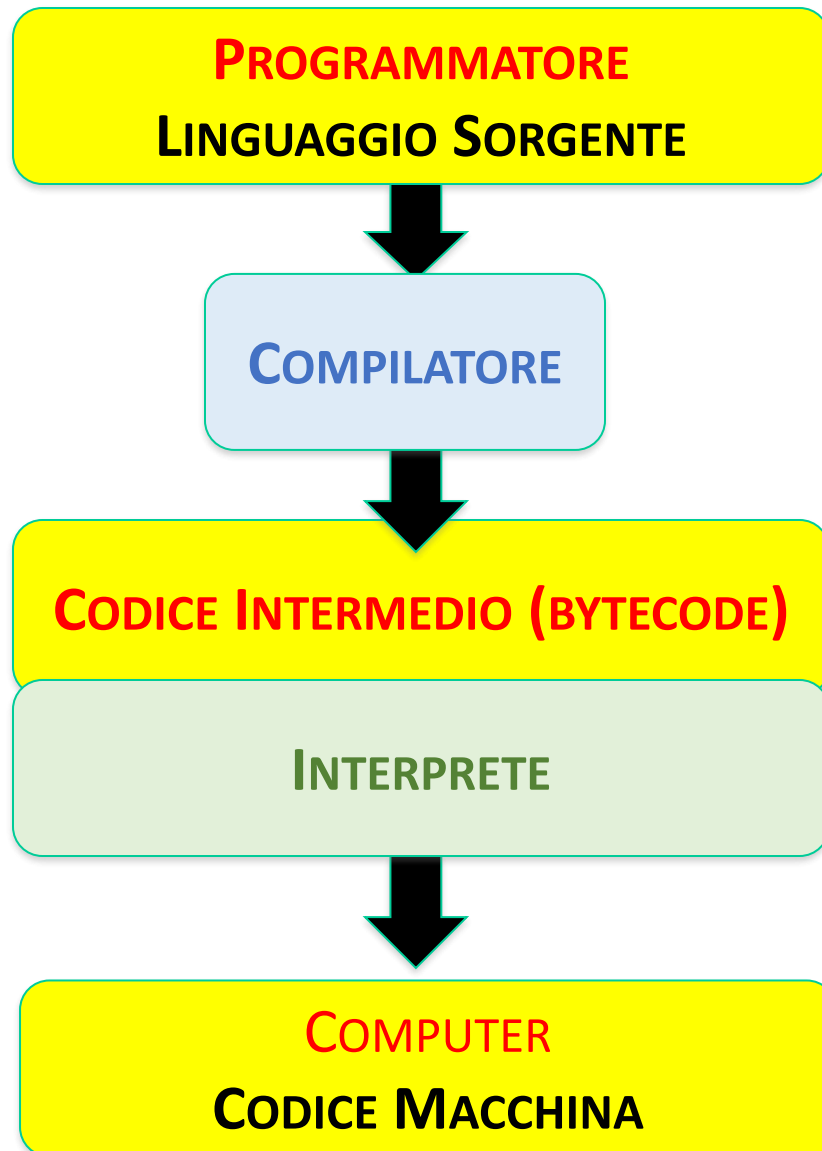 PROGRAMMATORE
LINGUAGGIO SORGENTE
COMPILATORE
CODICE INTERMEDIO (BYTECODE)
INTERPRETE
COMPUTER
CODICE MACCHINA